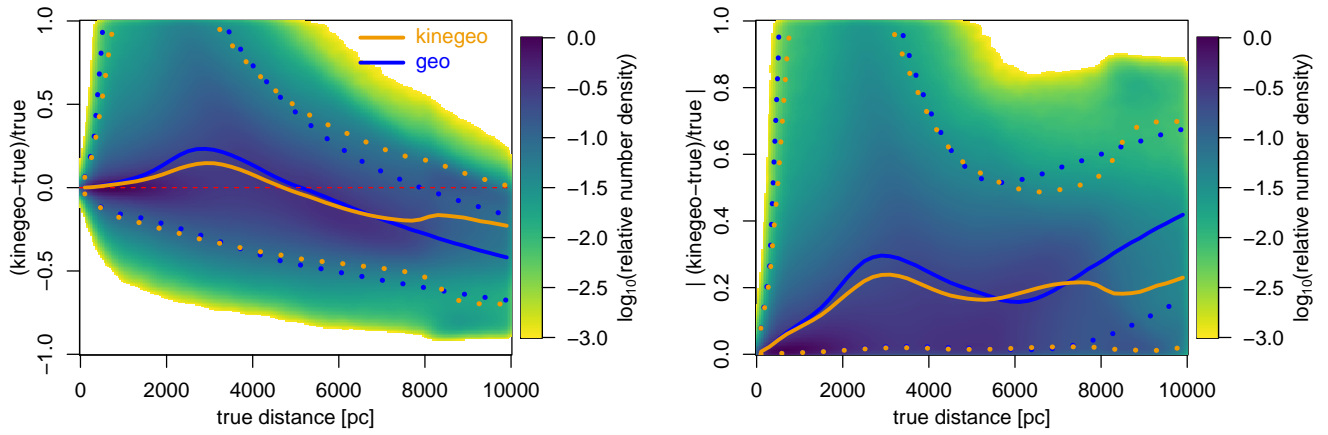 (kinegeo−true)/true
1.0
0.5
0.0
−0.5
−1.0
kinegeo
geo
0 2000 4000 6000 8000 10000
true distance [pc]
0.0
−0.5
−1.0
−1.5
−2.0
−2.5
−3.0
log₁₀(relative number density)
| (kinegeo−true)/true |
1.0
0.8
0.6
0.4
0.2
0.0
0 2000 4000 6000 8000 10000
true distance [pc]
0.0
−0.5
−1.0
−1.5
−2.0
−2.5
−3.0
log₁₀(relative number density)